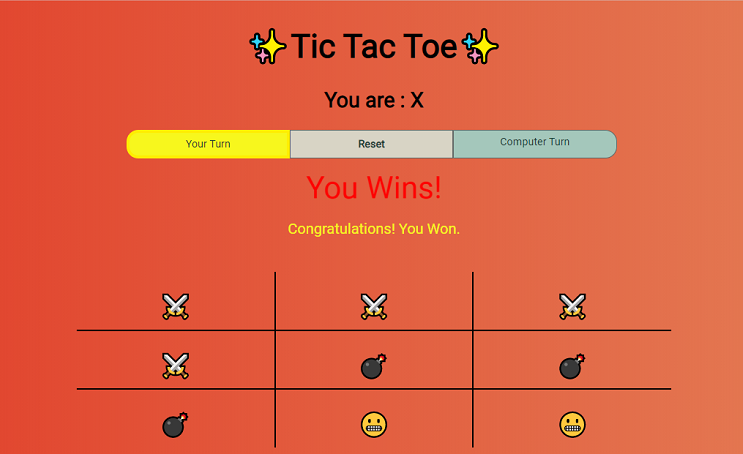 ✨Tic Tac Toe✨
You are : X
Your Turn Reset Computer Turn
You Wins!
Congratulations! You Won.